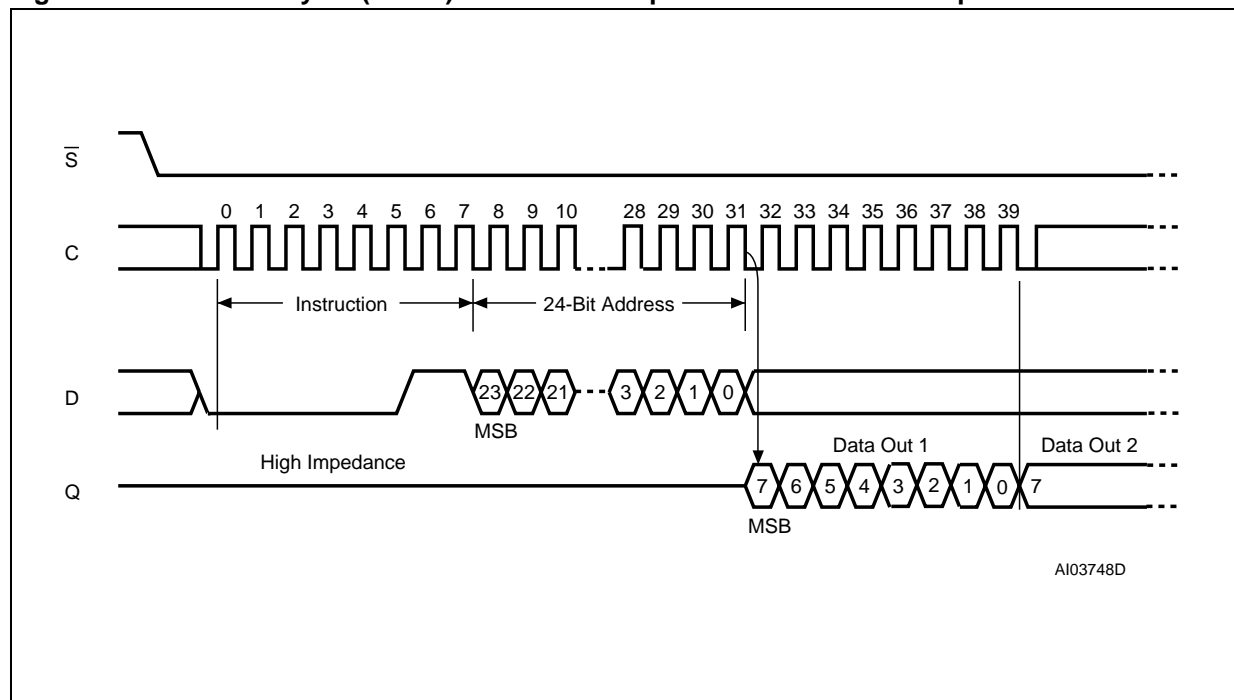 S
0 1 2 3 4 5 6 7 8 9 10 28 29 30 31 32 33 34 35 36 37 38 39
C
Instruction 24-Bit Address
D
23 22 21 3 2 1 0
MSB
High Impedance Data Out 1 Data Out 2
Q
7 6 5 4 3 2 1 0 7
MSB
AI03748D